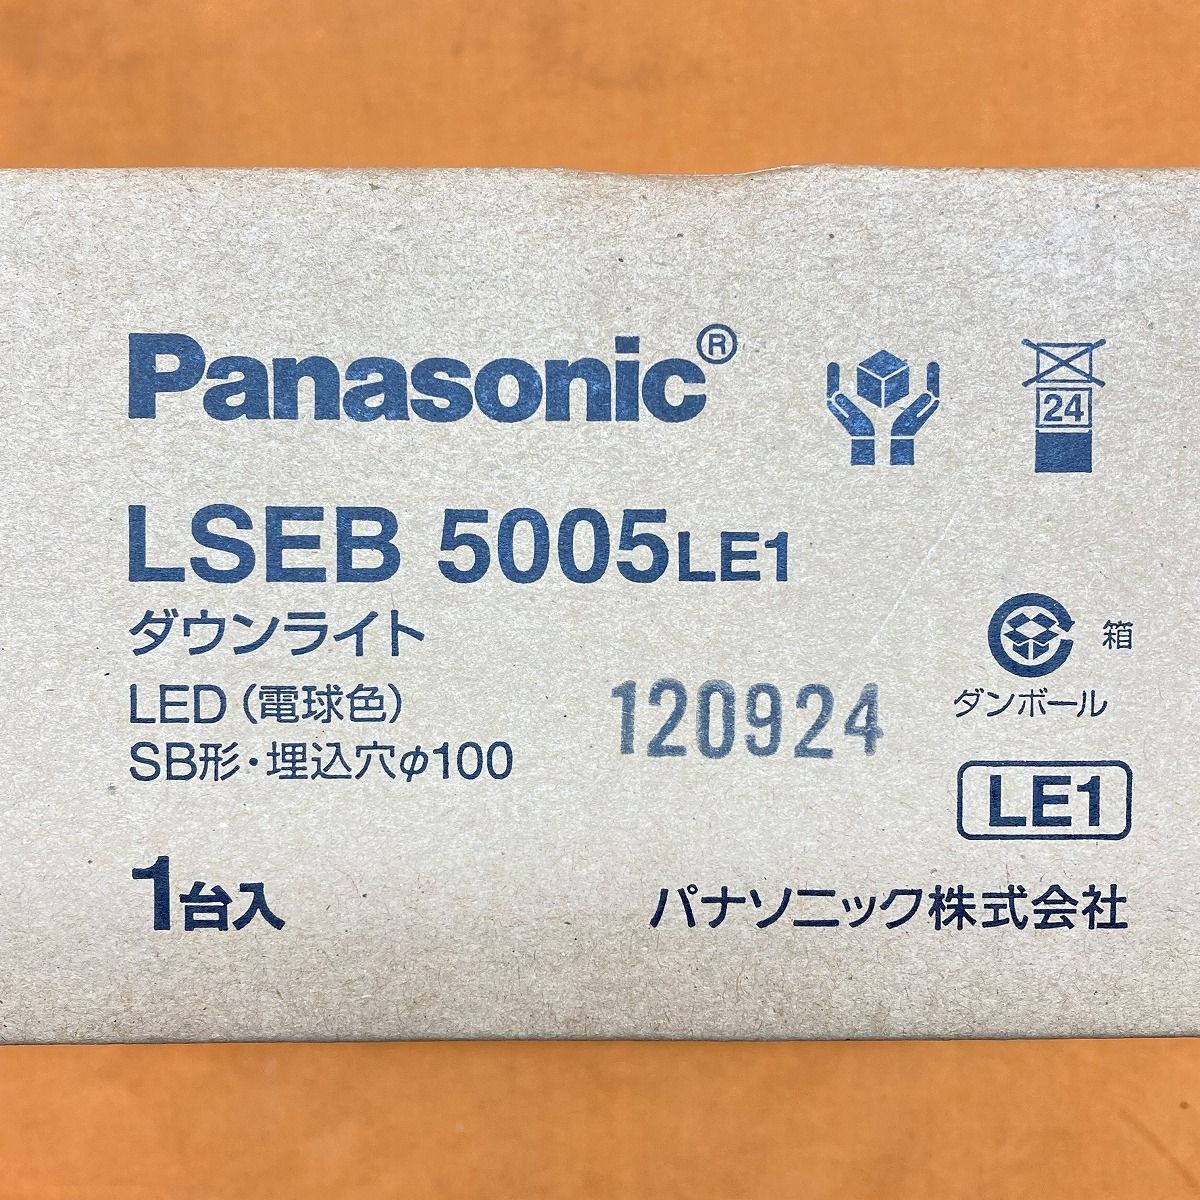 Panasonic®
24
LSEB 5005LE1
ダウンライト
箱
LED（電球色）
120924
ダンボール
SB形・埋込穴φ100
LE1
1台入
パナソニック株式会社